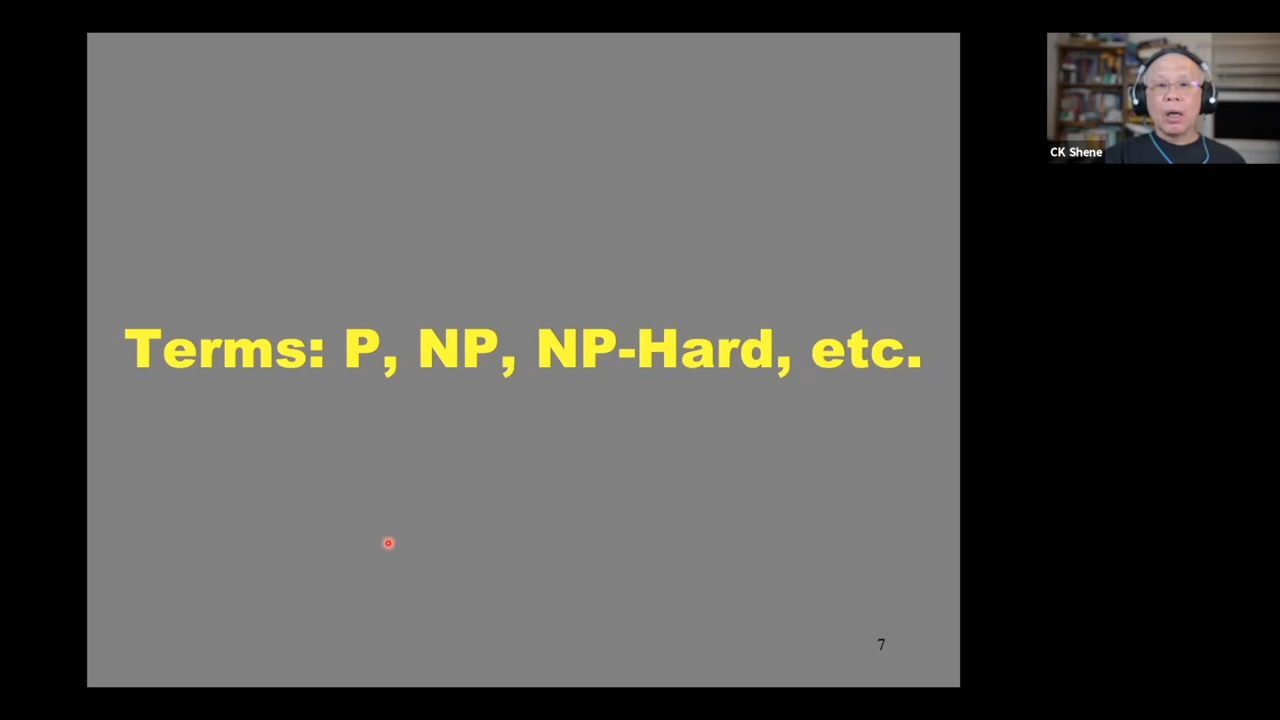 Terms: P, NP, NP-Hard, etc.
7
CK Shene